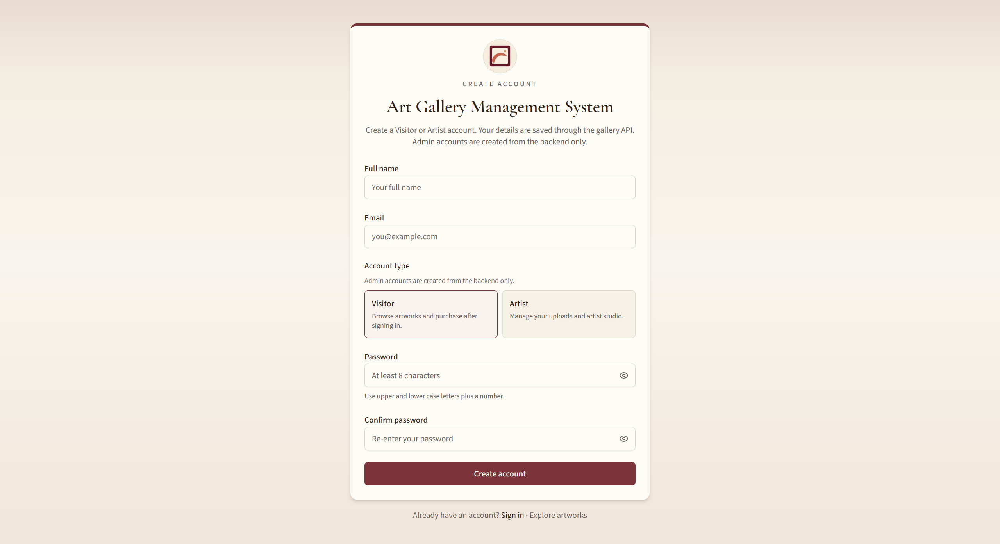 CREATE ACCOUNT
Art Gallery Management System
Create a Visitor or Artist account. Your details are saved through the gallery API.
Admin accounts are created from the backend only.
Full name
Your full name
Email
you@example.com
Account type
Admin accounts are created from the backend only.
Visitor
Browse artworks and purchase after
signing in.
Artist
Manage your uploads and artist studio.
Password
At least 8 characters
Use upper and lower case letters plus a number.
Confirm password
Re-enter your password
Create account
Already have an account? Sign in · Explore artworks